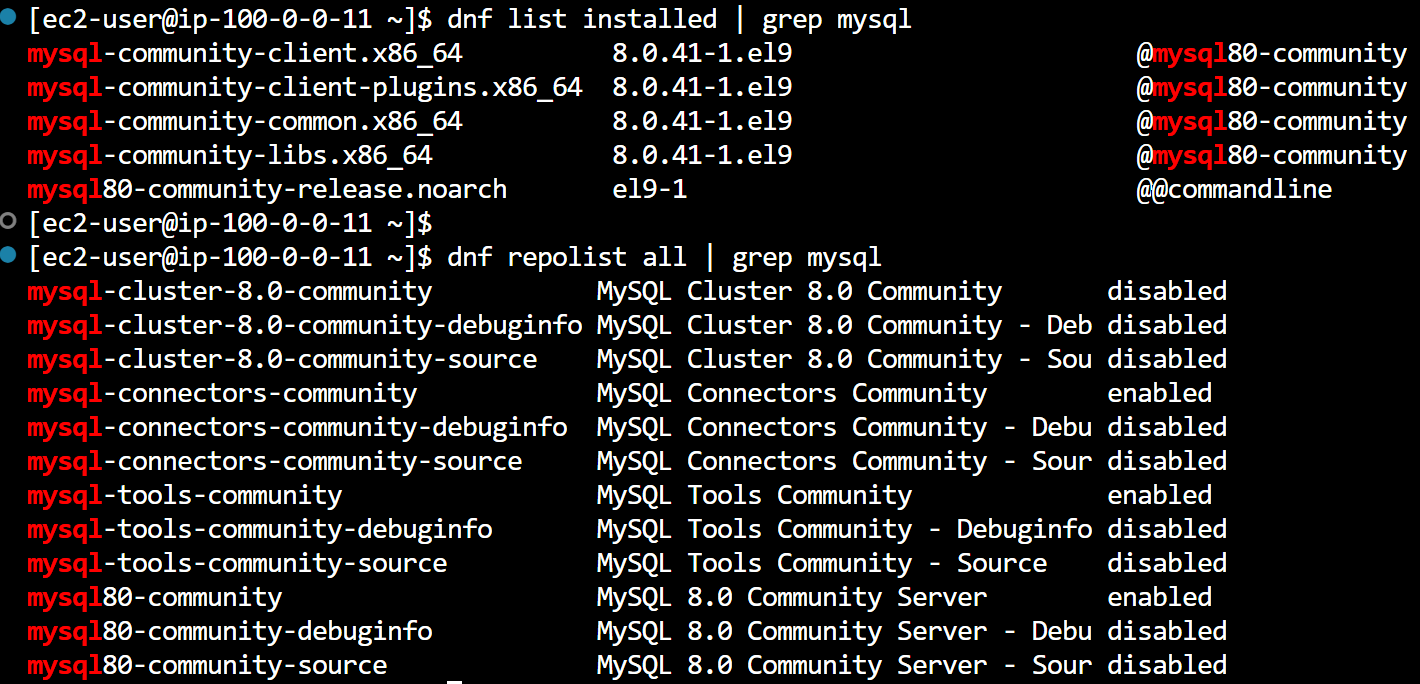 [ec2-user@ip-100-0-0-11 ~]$ dnf list installed | grep mysql
mysql-community-client.x86_64 8.0.41-1.el9 @mysql80-community
mysql-community-client-plugins.x86_64 8.0.41-1.el9 @mysql80-community
mysql-community-common.x86_64 8.0.41-1.el9 @mysql80-community
mysql-community-libs.x86_64 8.0.41-1.el9 @mysql80-community
mysql80-community-release.noarch el9-1 @@commandline
[ec2-user@ip-100-0-0-11 ~]$
[ec2-user@ip-100-0-0-11 ~]$ dnf repolist all | grep mysql
mysql-cluster-8.0-community MySQL Cluster 8.0 Community disabled
mysql-cluster-8.0-community-debuginfo MySQL Cluster 8.0 Community - Deb disabled
mysql-cluster-8.0-community-source MySQL Cluster 8.0 Community - Sou disabled
mysql-connectors-community MySQL Connectors Community enabled
mysql-connectors-community-debuginfo MySQL Connectors Community - Debu disabled
mysql-connectors-community-source MySQL Connectors Community - Sour disabled
mysql-tools-community MySQL Tools Community enabled
mysql-tools-community-debuginfo MySQL Tools Community - Debuginfo disabled
mysql-tools-community-source MySQL Tools Community - Source disabled
mysql80-community MySQL 8.0 Community Server enabled
mysql80-community-debuginfo MySQL 8.0 Community Server - Debu disabled
mysql80-community-source MySQL 8.0 Community Server - Sour disabled